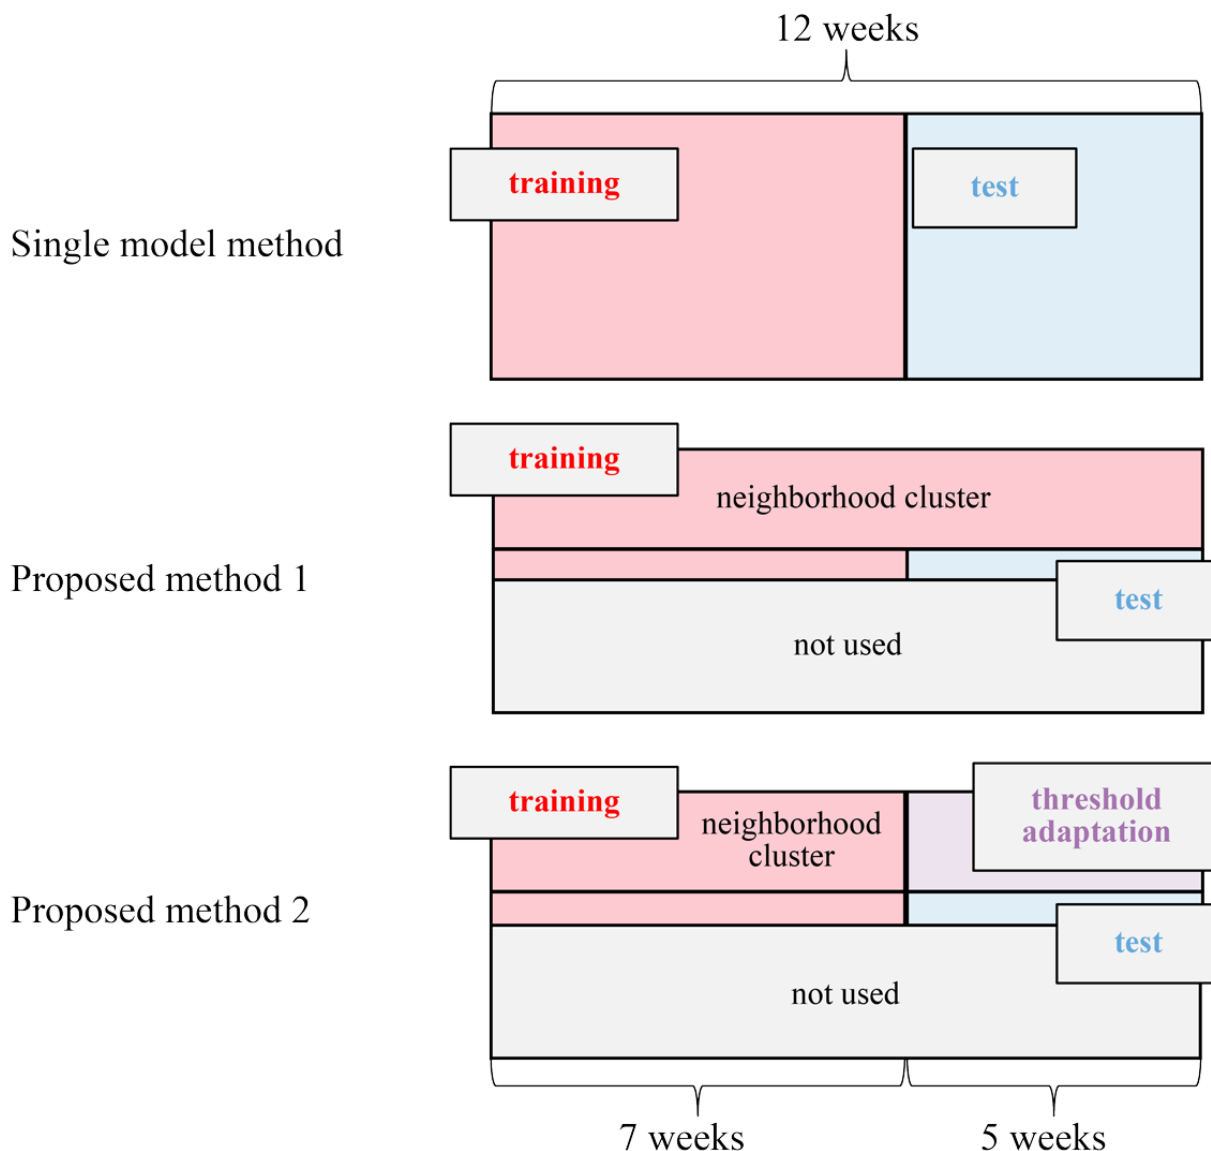 12 weeks
training
test
Single model method
training
neighborhood cluster
Proposed method 1
test
not used
training
threshold
adaptation
neighborhood
cluster
Proposed method 2
test
not used
7 weeks
5 weeks